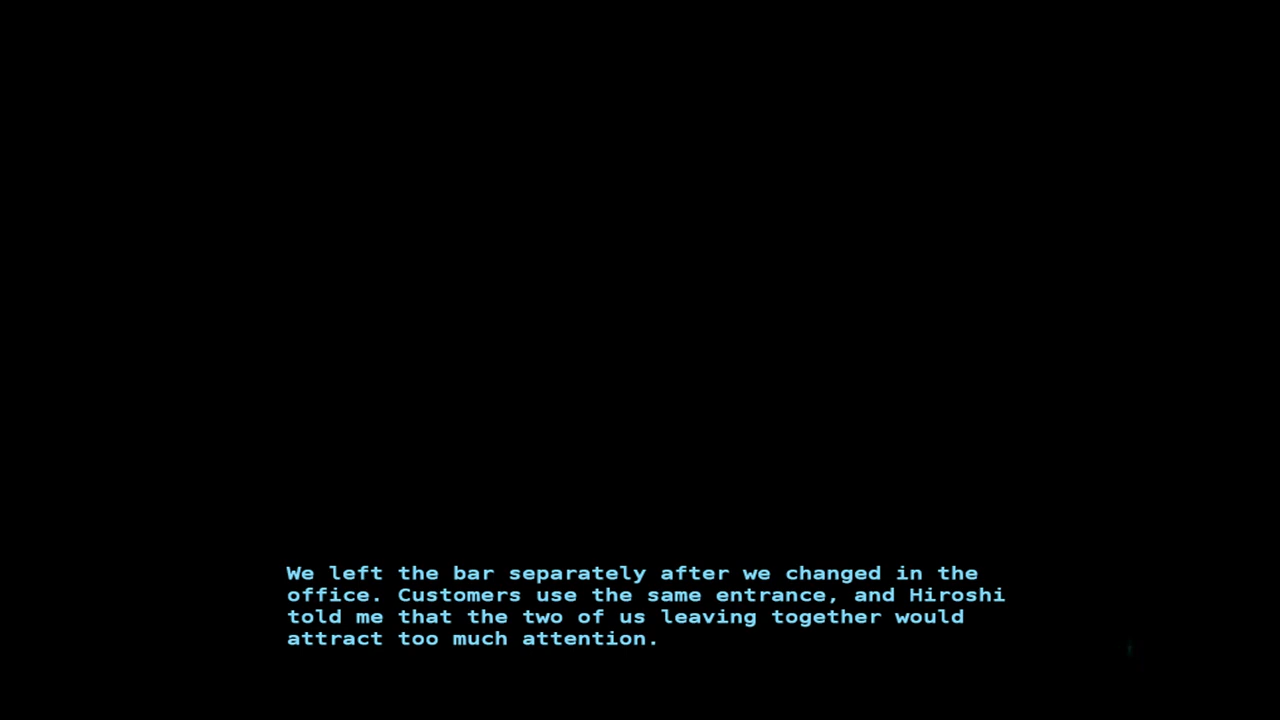 We left the bar separately after we changed in the
office. Customers use the same entrance, and Hiroshi
told me that the two of us leaving together would
attract too much attention.